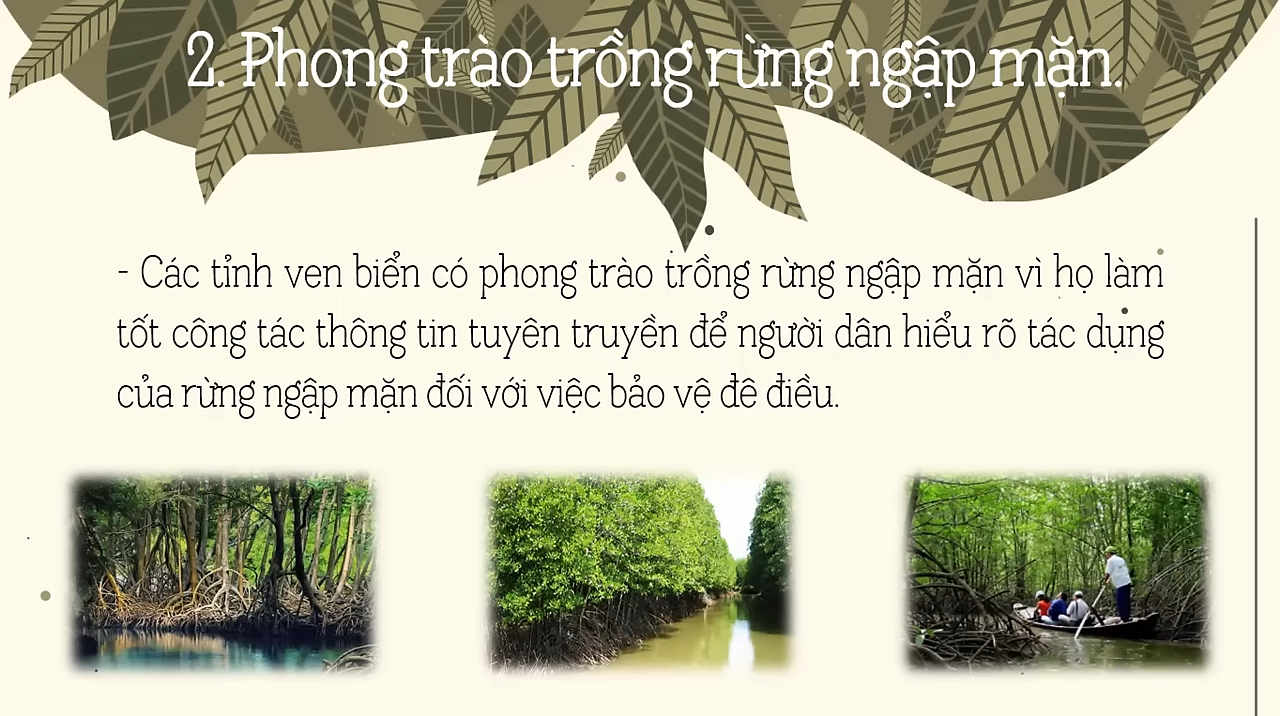 2. Phong trào trồng rừng ngập mặn.
- Các tỉnh ven biển có phong trào trồng rừng ngập mặn vì họ làm
tốt công tác thông tin tuyên truyền để người dân hiểu rõ tác dụng
của rừng ngập mặn đối với việc bảo vệ đê điều.